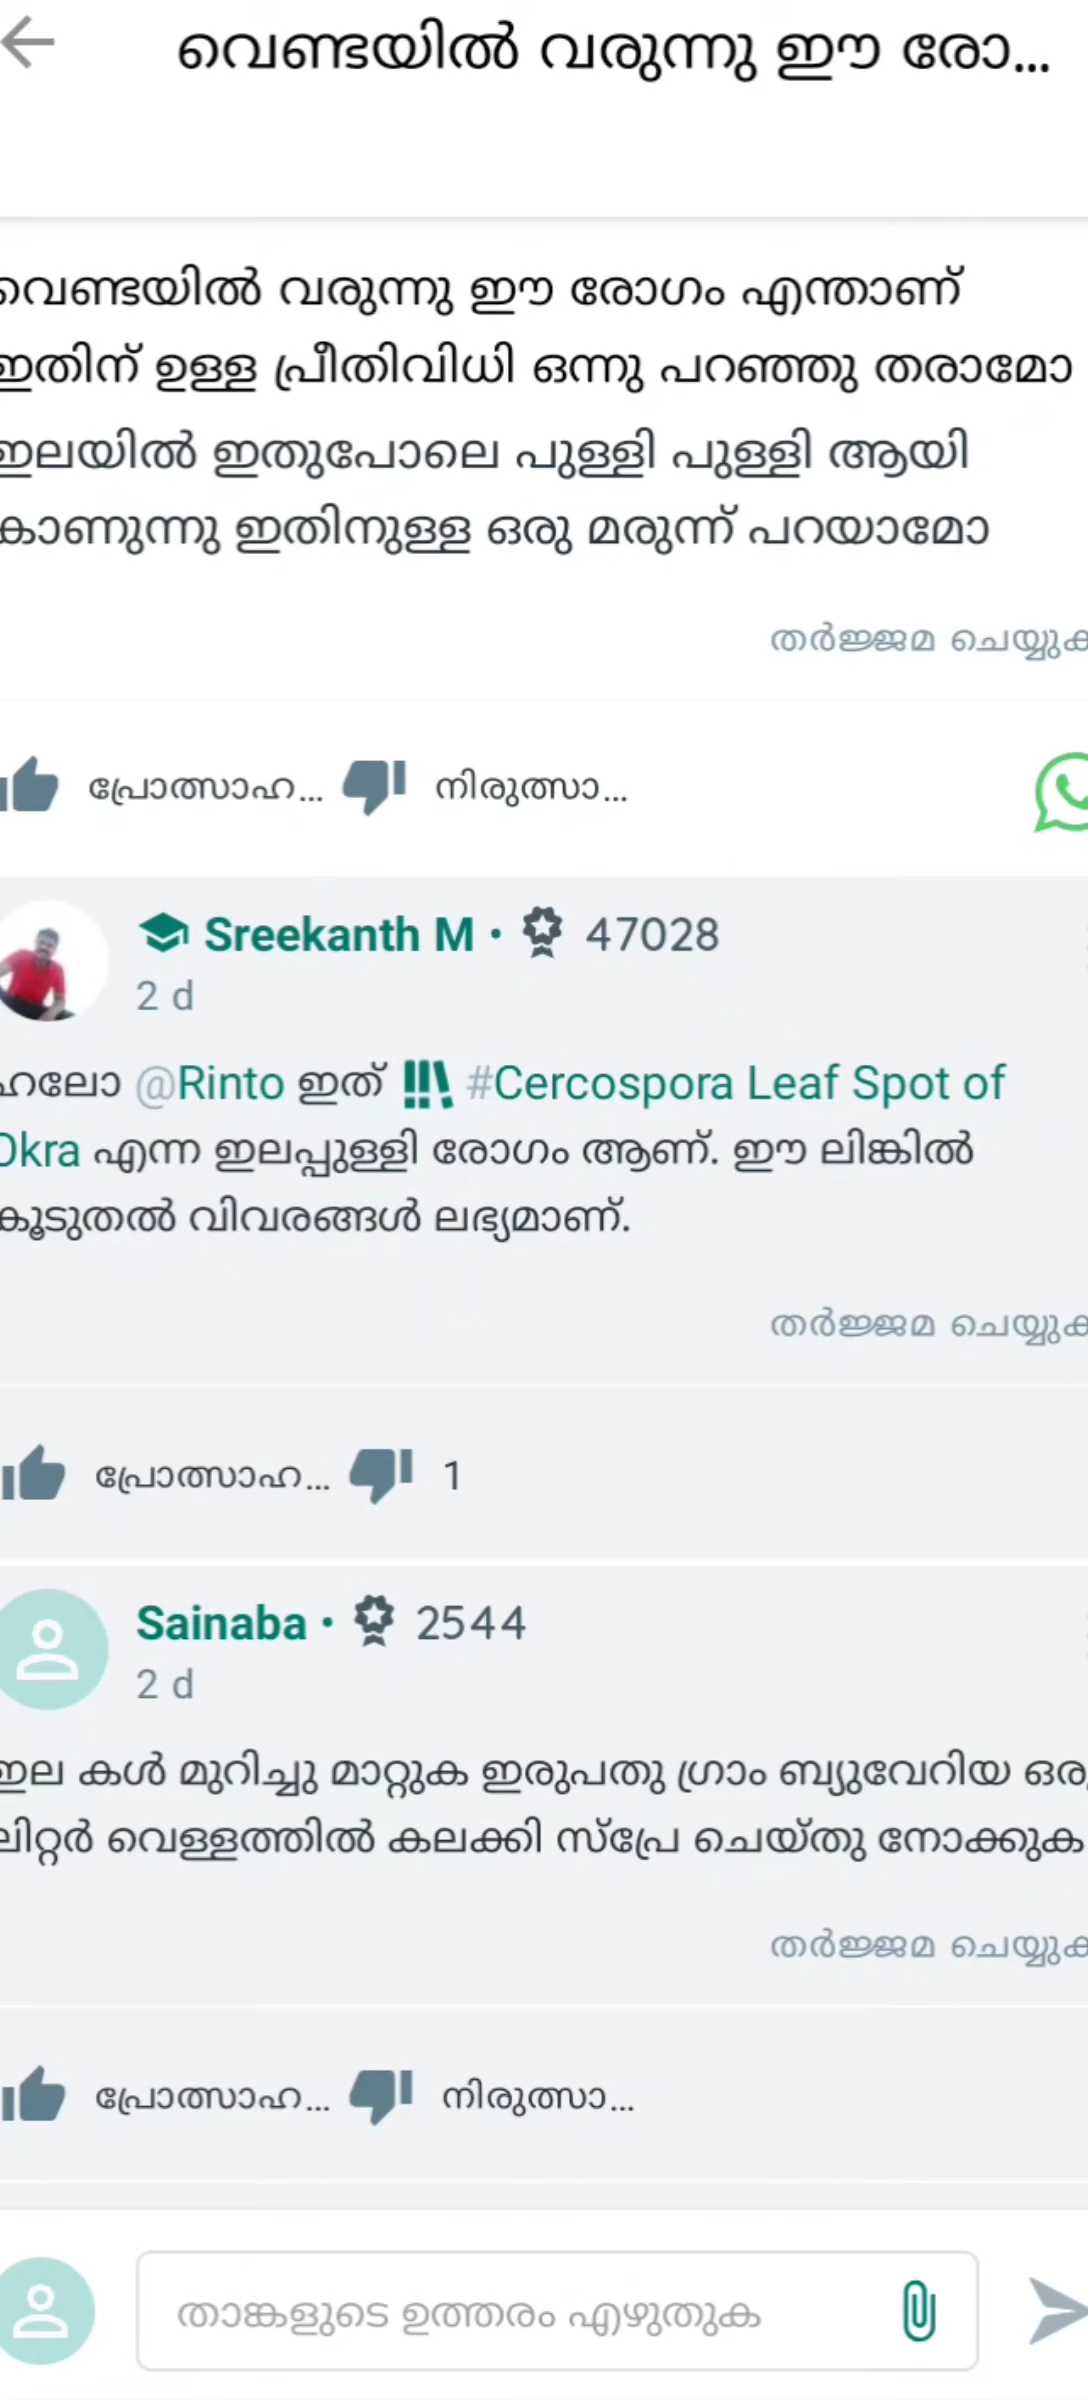 വെണ്ടയിൽ വരുന്നു ഈ രോ...
വെണ്ടയിൽ വരുന്നു ഈ രോഗം എന്താണ്
ഇതിന് ഉള്ള പ്രീതിവിധി ഒന്നു പറഞ്ഞു തരാമോ
ഇലയിൽ ഇതുപോലെ പുള്ളി പുള്ളി ആയി
കാണുന്നു ഇതിനുള്ള ഒരു മരുന്ന് പറയാമോ
തർജ്ജമ ചെയ്യുക
പ്രോത്സാഹ... നിരുത്സാ...
Sreekanth M • 47028
2 d
ഹലോ @Rinto ഇത് #Cercospora Leaf Spot of
Okra എന്ന ഇലപ്പുള്ളി രോഗം ആണ്. ഈ ലിങ്കിൽ
കൂടുതൽ വിവരങ്ങൾ ലഭ്യമാണ്.
തർജ്ജമ ചെയ്യുക
പ്രോത്സാഹ... 1
Sainaba • 2544
2 d
ഇല കൾ മുറിച്ചു മാറ്റുക ഇരുപതു ഗ്രാം ബ്യുവേറിയ ഒരു
ലിറ്റർ വെള്ളത്തിൽ കലക്കി സ്പ്രേ ചെയ്തു നോക്കുക
തർജ്ജമ ചെയ്യുക
പ്രോത്സാഹ... നിരുത്സാ...
താങ്കളുടെ ഉത്തരം എഴുതുക